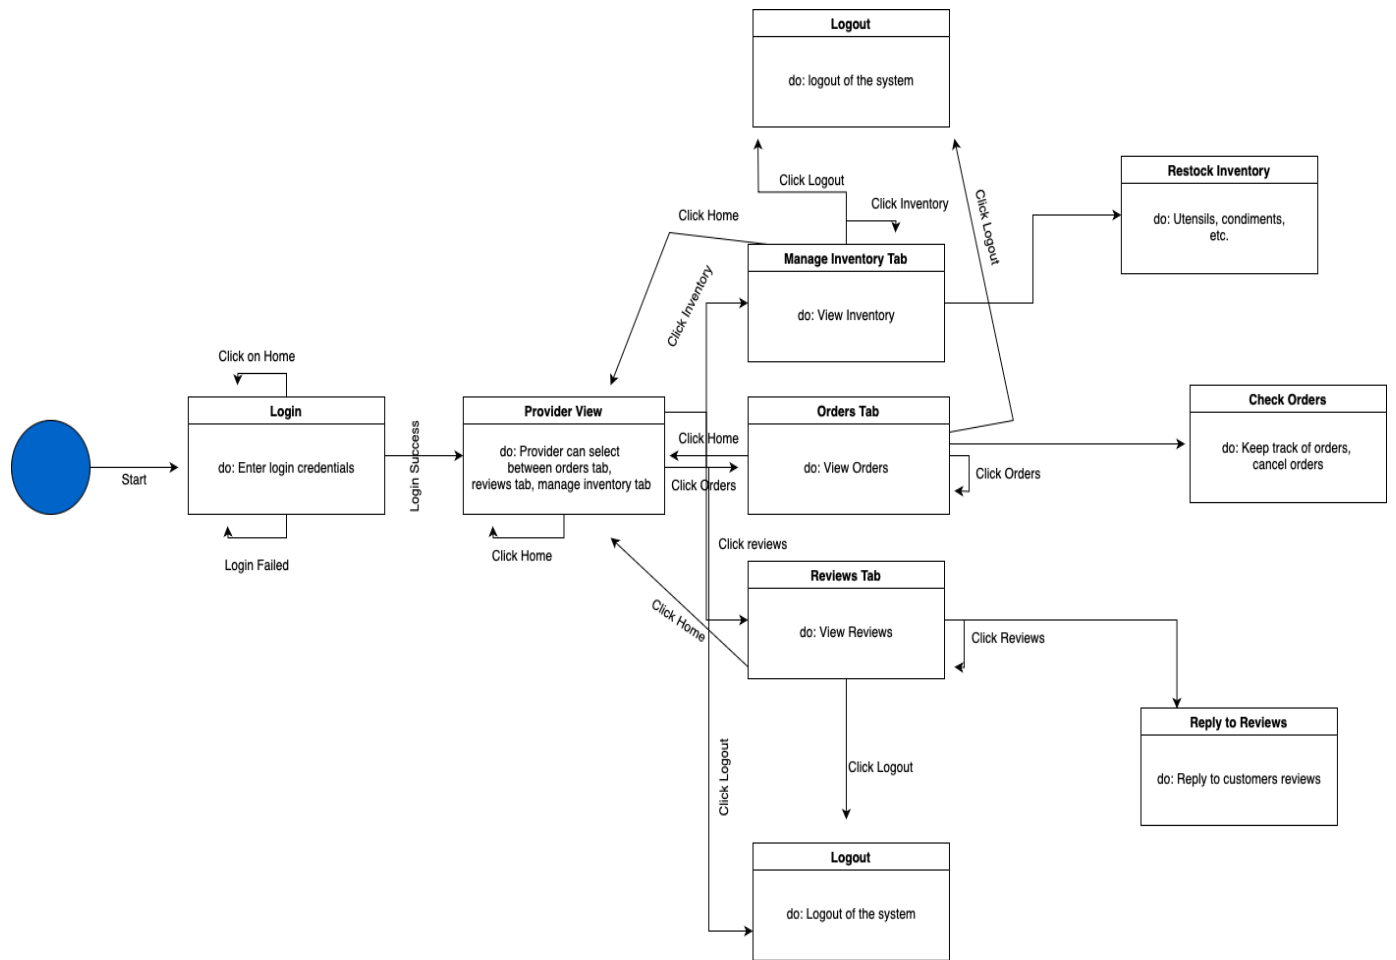 Logout
do: logout of the system
Click Logout
Click Inventory
Click Logout
Restock Inventory
do: Utensils, condiments,
etc.
Click Home
Manage Inventory Tab
do: View Inventory
Click Inventory
Click on Home
Login
do: Enter login credentials
Login Failed
Start
Login Success
Provider View
do: Provider can select
between orders tab,
reviews tab, manage inventory tab
Click Home
Click Home
Click Orders
Orders Tab
do: View Orders
Click Orders
Check Orders
do: Keep track of orders,
cancel orders
Click reviews
Click Home
Reviews Tab
do: View Reviews
Click Reviews
Click Logout
Click Logout
Reply to Reviews
do: Reply to customers reviews
Logout
do: Logout of the system